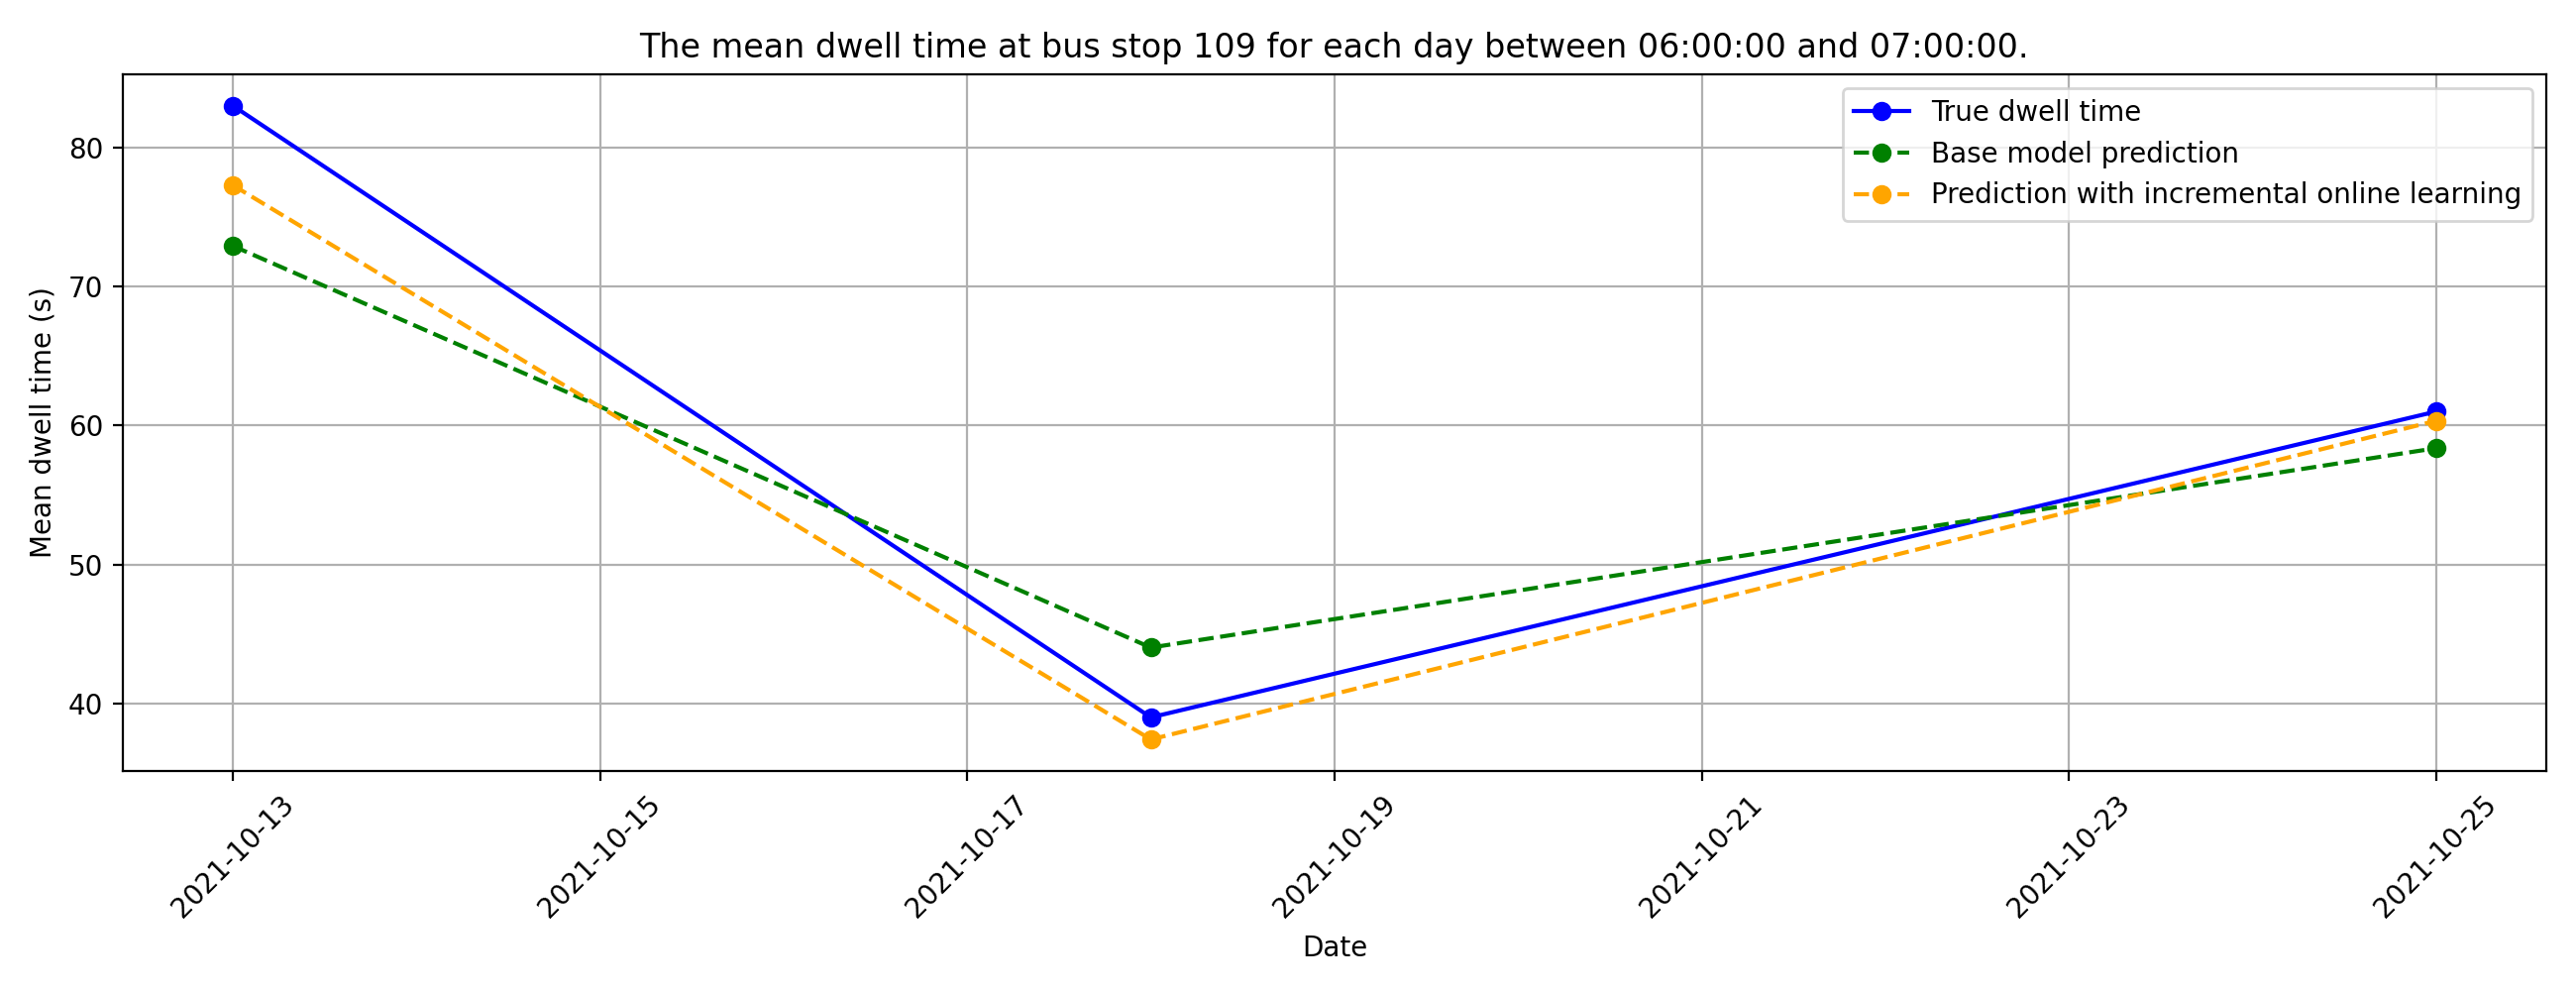 The mean dwell time at bus stop 109 for each day between 06:00:00 and 07:00:00.
True dwell time
Base model prediction
Prediction with incremental online learning
Mean dwell time (s)
80
70
60
50
40
2021-10-13
2021-10-15
2021-10-17
2021-10-19
2021-10-21
2021-10-23
2021-10-25
Date